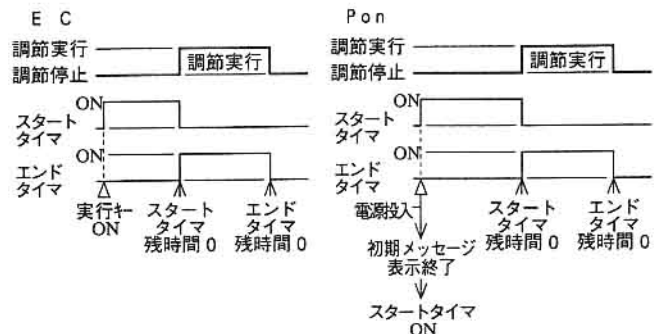 E C
調節実行
調節停止
調節実行
ON
スタート
タイマ
ON
エンド
タイマ
実行キー
ON
スタート
タイマ
残時間 0
エンド
タイマ
残時間 0
Pon
調節実行
調節停止
調節実行
ON
スタート
タイマ
ON
エンド
タイマ
電源投入
初期メッセージ
表示終了
スタートタイマ
ON
スタート
タイマ
残時間 0
エンド
タイマ
残時間 0